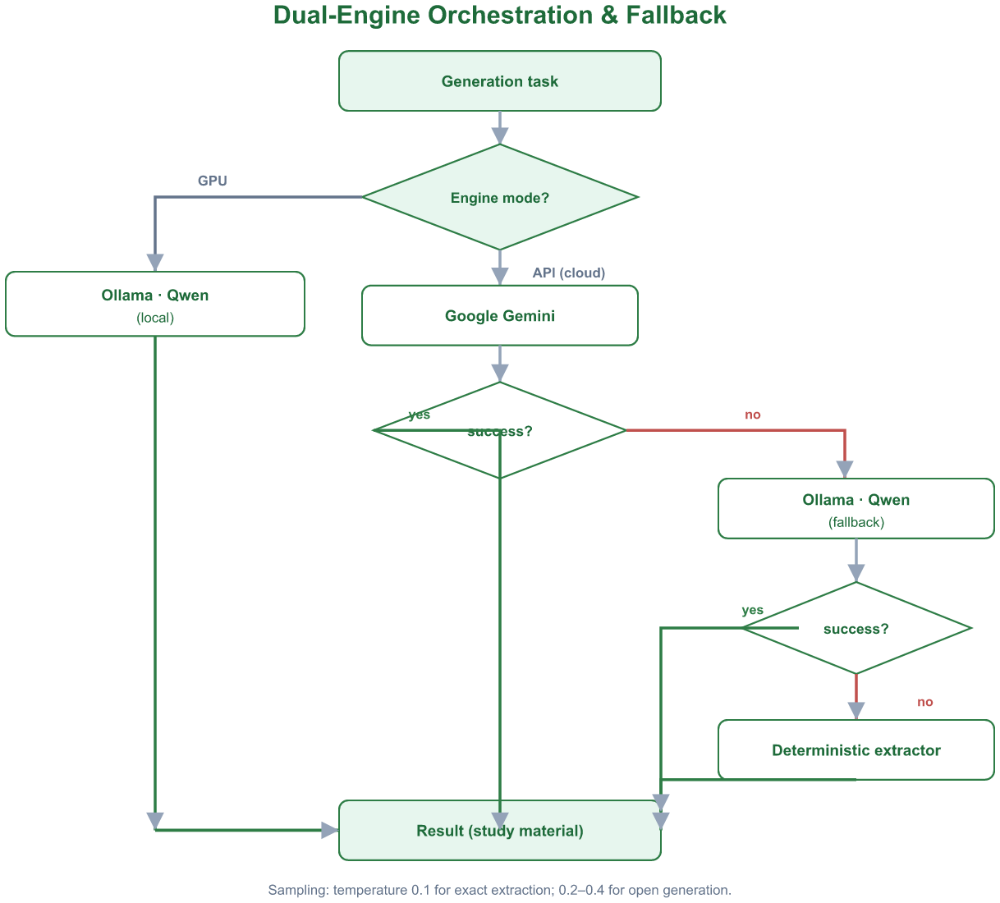 Dual-Engine Orchestration & Fallback
Generation task
GPU
Engine mode?
API (cloud)
Ollama · Qwen
(local)
Google Gemini
yes
success?
no
Ollama · Qwen
(fallback)
yes
success?
no
Deterministic extractor
Result (study material)
Sampling: temperature 0.1 for exact extraction; 0.2–0.4 for open generation.